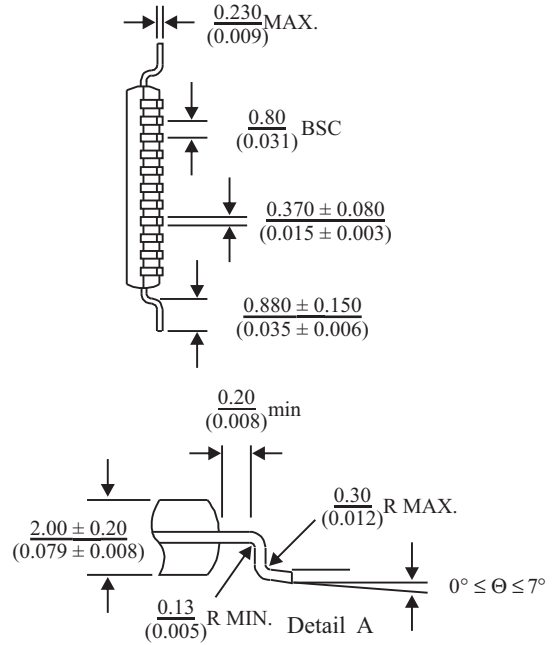 0.230
(0.009) MAX.
0.80
(0.031) BSC
0.370 ± 0.080
(0.015 ± 0.003)
0.880 ± 0.150
(0.035 ± 0.006)
0.20
(0.008) min
0.30
(0.012) R MAX.
2.00 ± 0.20
(0.079 ± 0.008)
0° ≤ Θ ≤ 7°
0.13
(0.005) R MIN.
Detail A